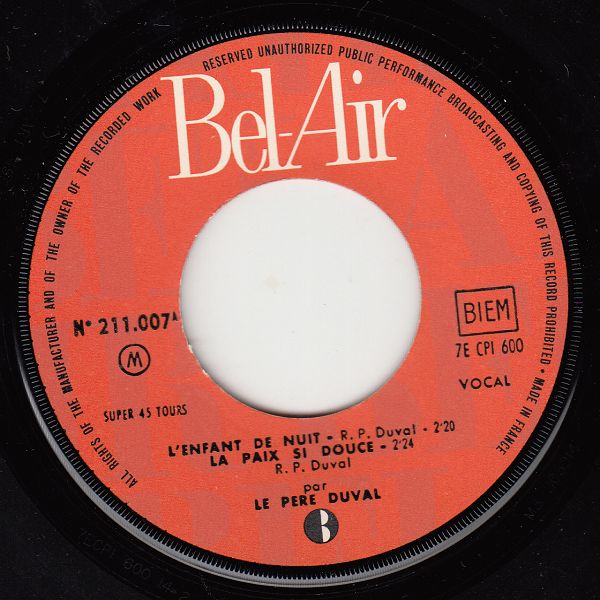 ALL RIGHTS OF THE MANUFACTURER AND OF THE OWNER OF THE RECORDED WORK RESERVED UNAUTHORIZED PUBLIC PERFORMANCE BROADCASTING AND COPYING OF THIS RECORD PROHIBITED • MADE IN FRANCE
Bel-Air
N° 211.007ᴬ
M
SUPER 45 TOURS
BIEM
7E CPI 600
VOCAL
L'ENFANT DE NUIT - R. P. Duval - 2'20
LA PAIX SI DOUCE - 2'24
R. P. Duval
par
LE PERE DUVAL
B
7ECPI 600